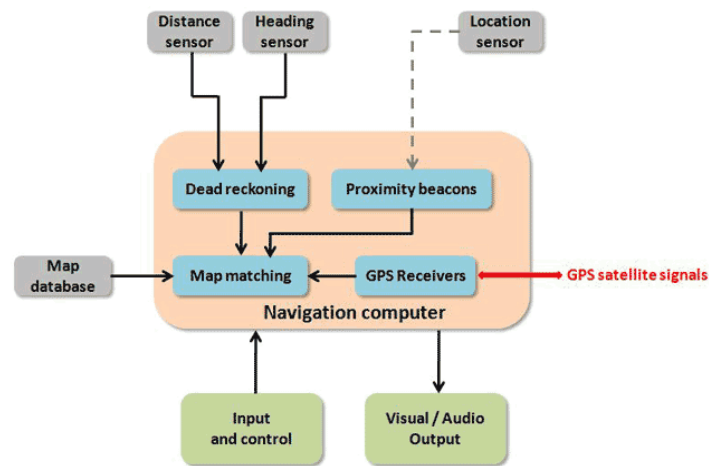 Distance
sensor
Heading
sensor
Location
sensor
Dead reckoning
Proximity beacons
Map
database
Map matching
GPS Receivers
GPS satellite signals
Navigation computer
Input
and control
Visual / Audio
Output